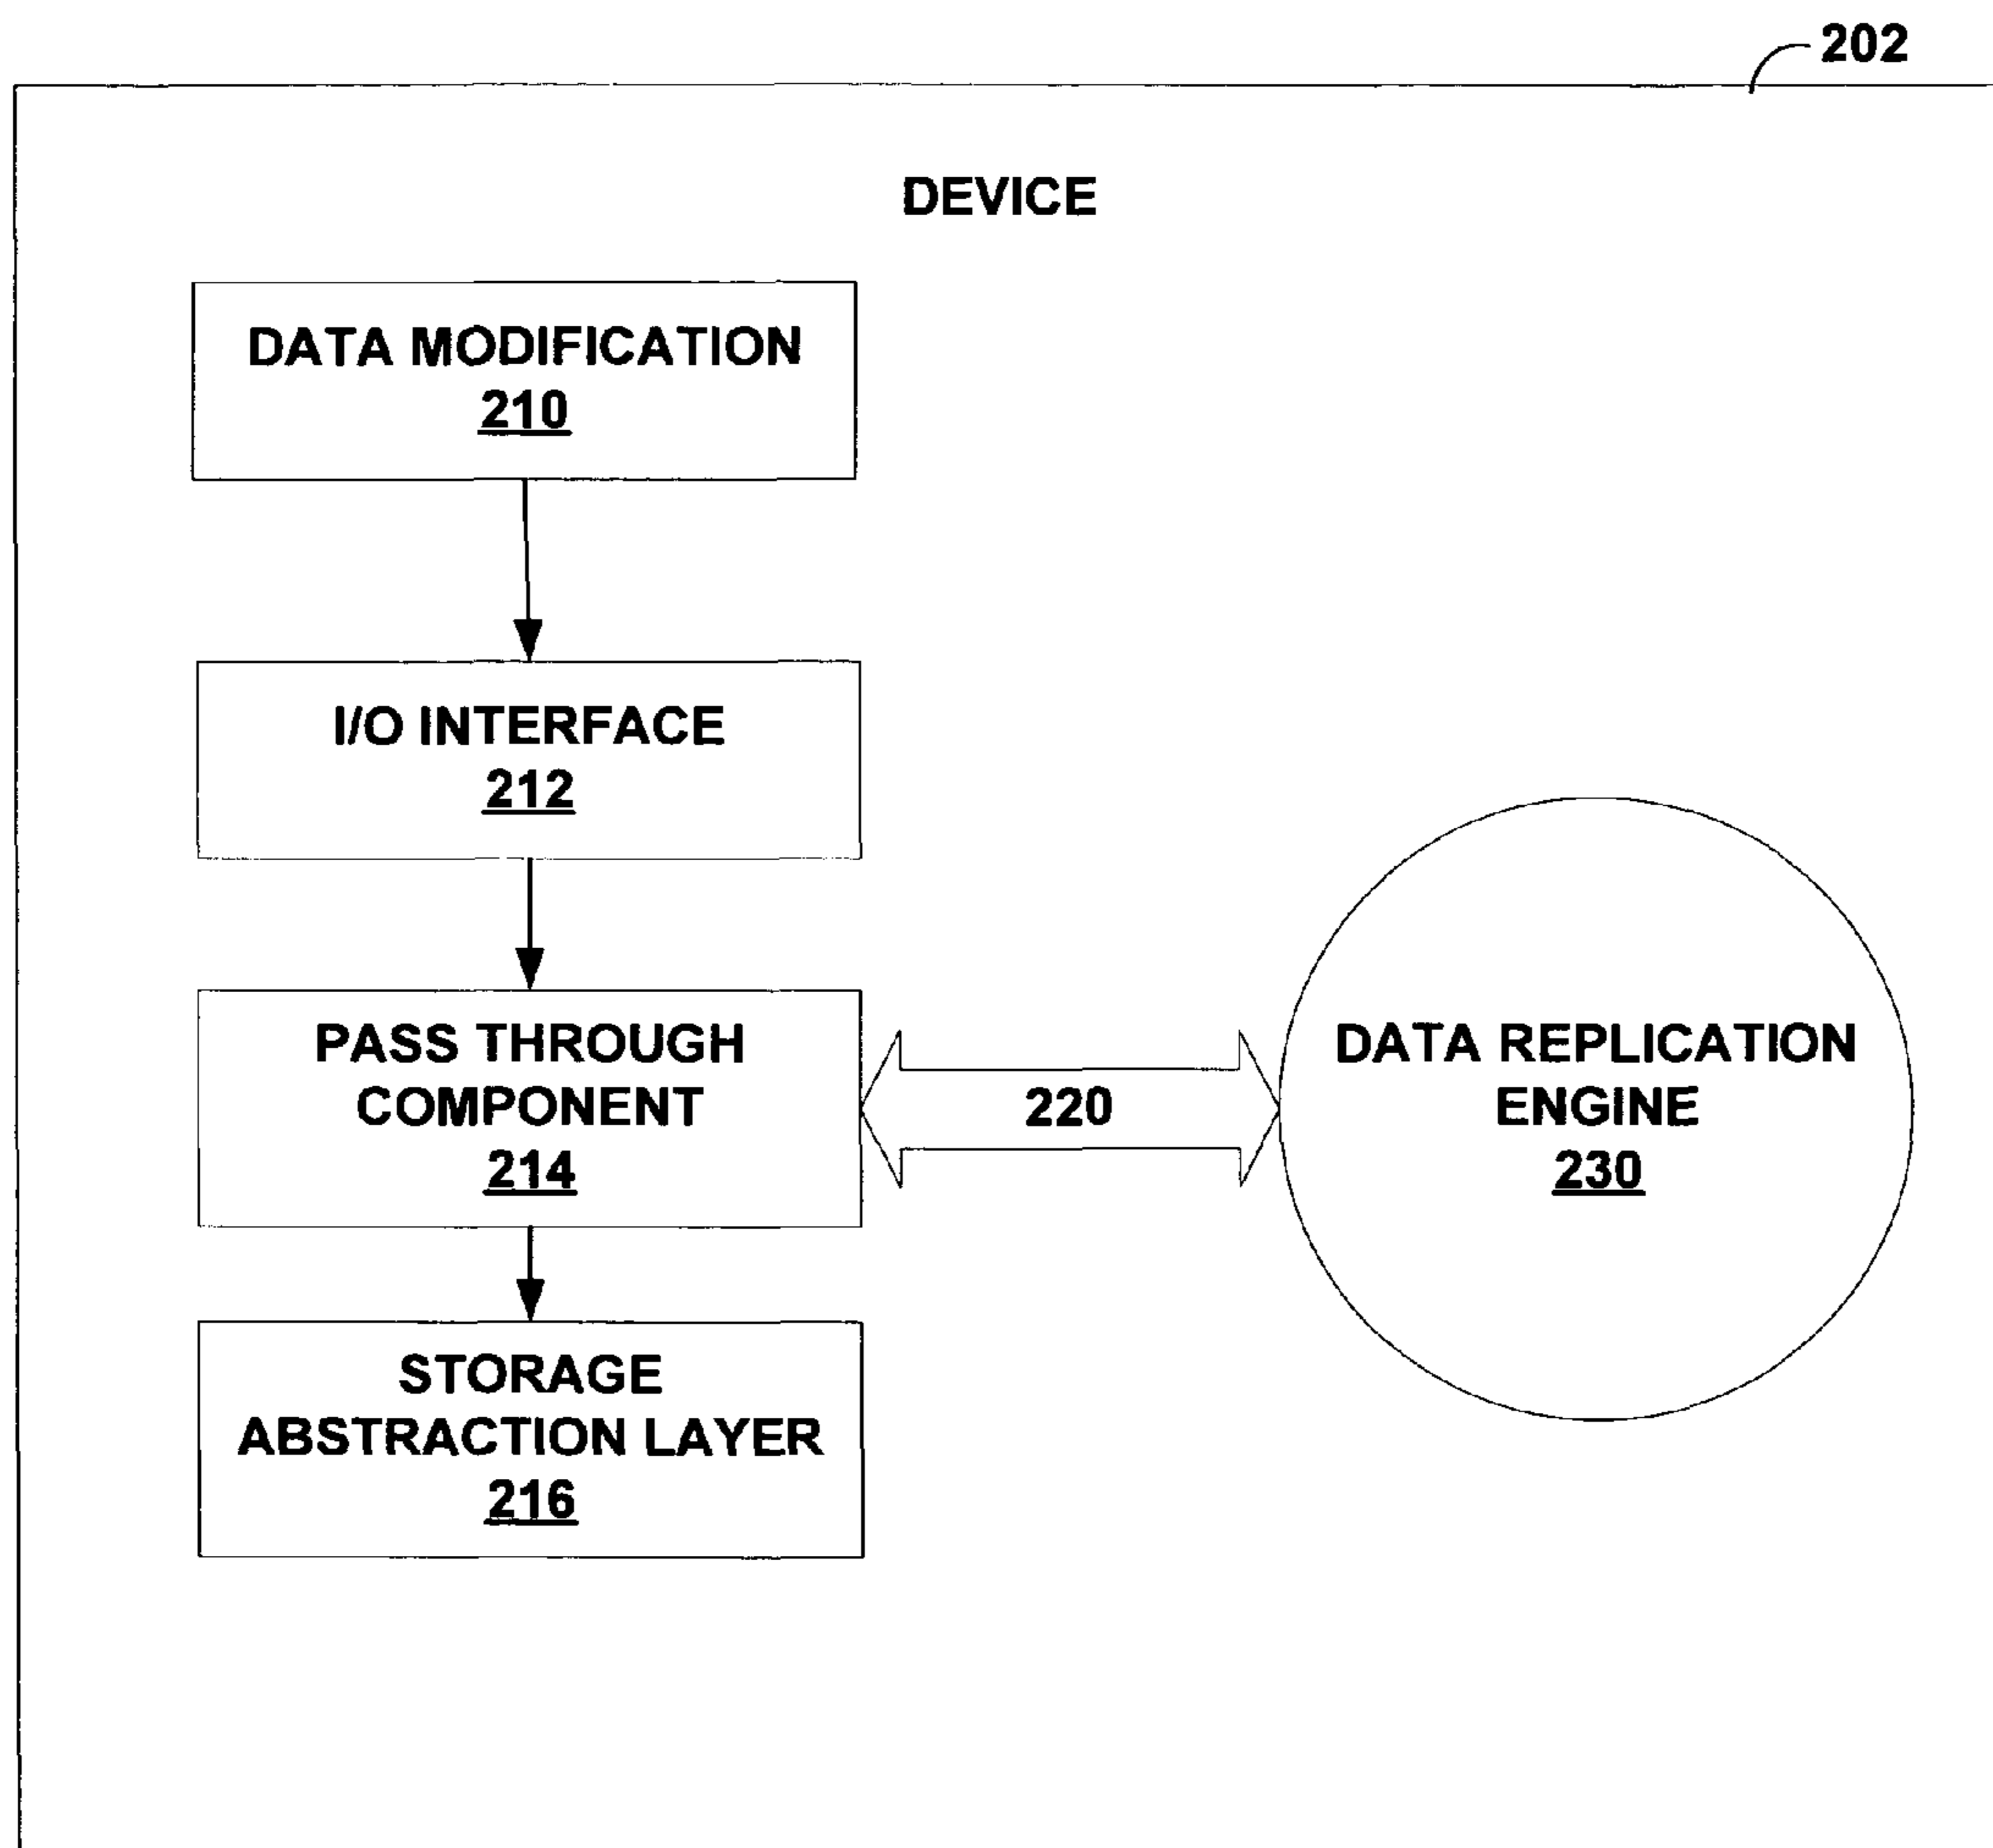 202
DEVICE
DATA MODIFICATION
210
I/O INTERFACE
212
PASS THROUGH
COMPONENT
214
220
DATA REPLICATION
ENGINE
230
STORAGE
ABSTRACTION LAYER
216